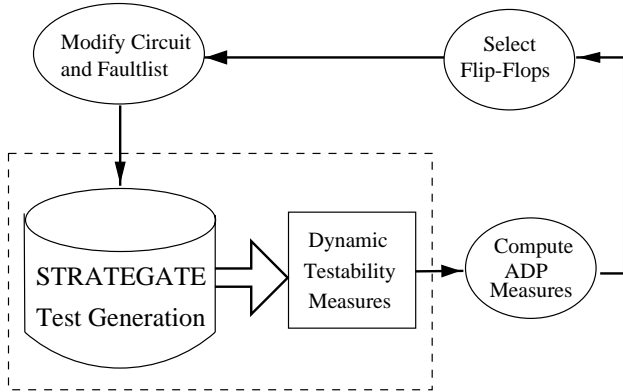 Modify Circuit
and Faultlist
Select
Flip-Flops
STRATEGATE
Test Generation
Dynamic
Testability
Measures
Compute
ADP
Measures